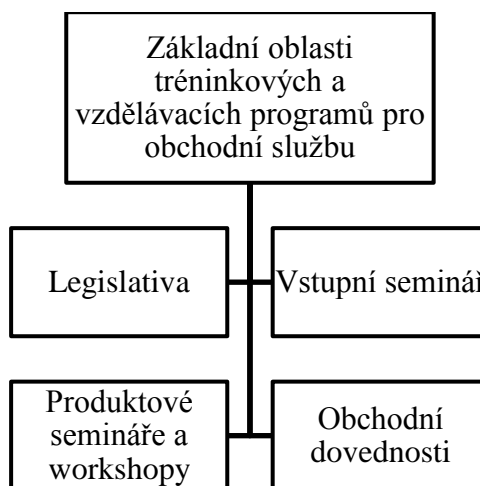 Základní oblasti
tréninkových a
vzdělávacích programů pro
obchodní službu
Legislativa
Vstupní seminář
Produktové
semináře a
workshopy
Obchodní
dovednosti